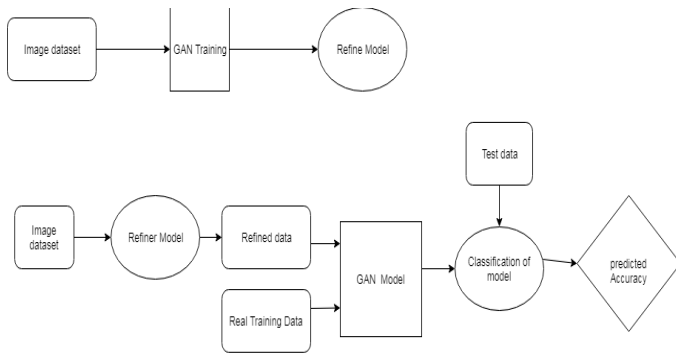 Image dataset
GAN Training
Refine Model
Test data
Image
dataset
Refiner Model
Refined data
GAN Model
Classification of
model
predicted
Accuracy
Real Training Data